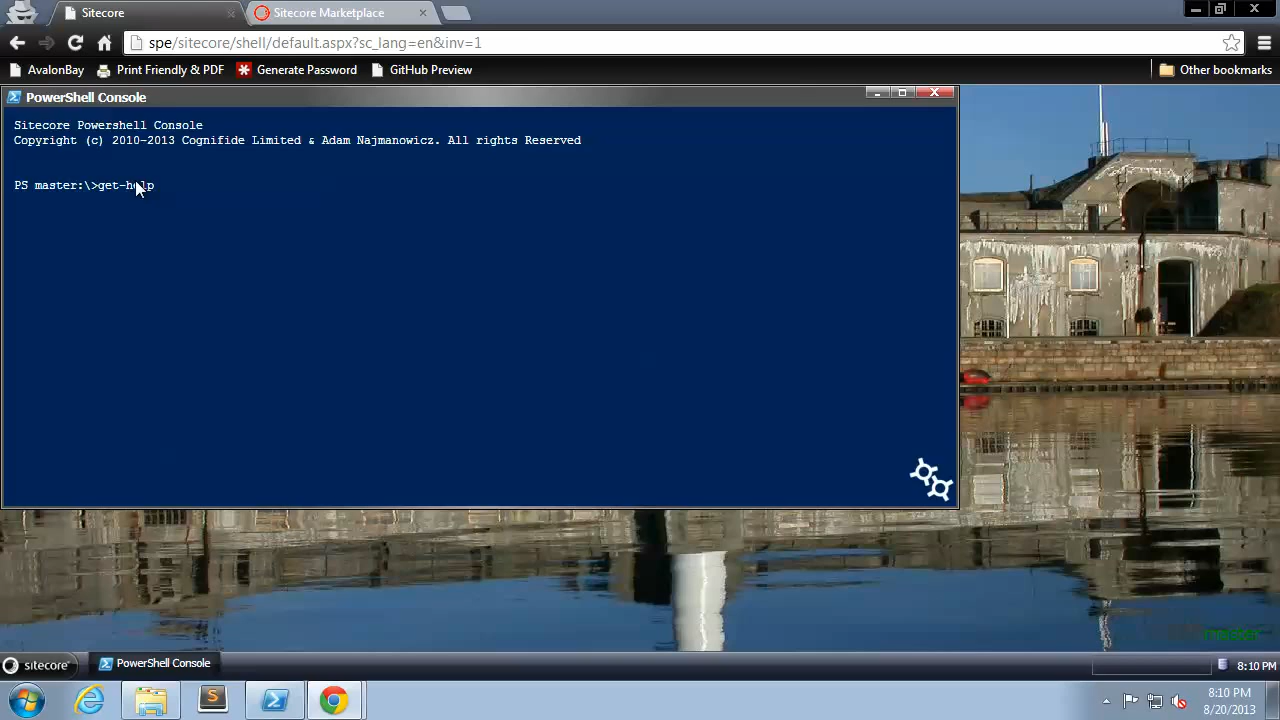 Sitecore
Sitecore Marketplace
spe/sitecore/shell/default.aspx?sc_lang=en&inv=1
AvalonBay
Print Friendly & PDF
Generate Password
GitHub Preview
Other bookmarks
PowerShell Console
Sitecore Powershell Console
Copyright (c) 2010-2013 Cognifide Limited & Adam Najmanowicz. All rights Reserved
PS master:\>get-help
sitecore
PowerShell Console
8:10 PM
8:10 PM
8/20/2013